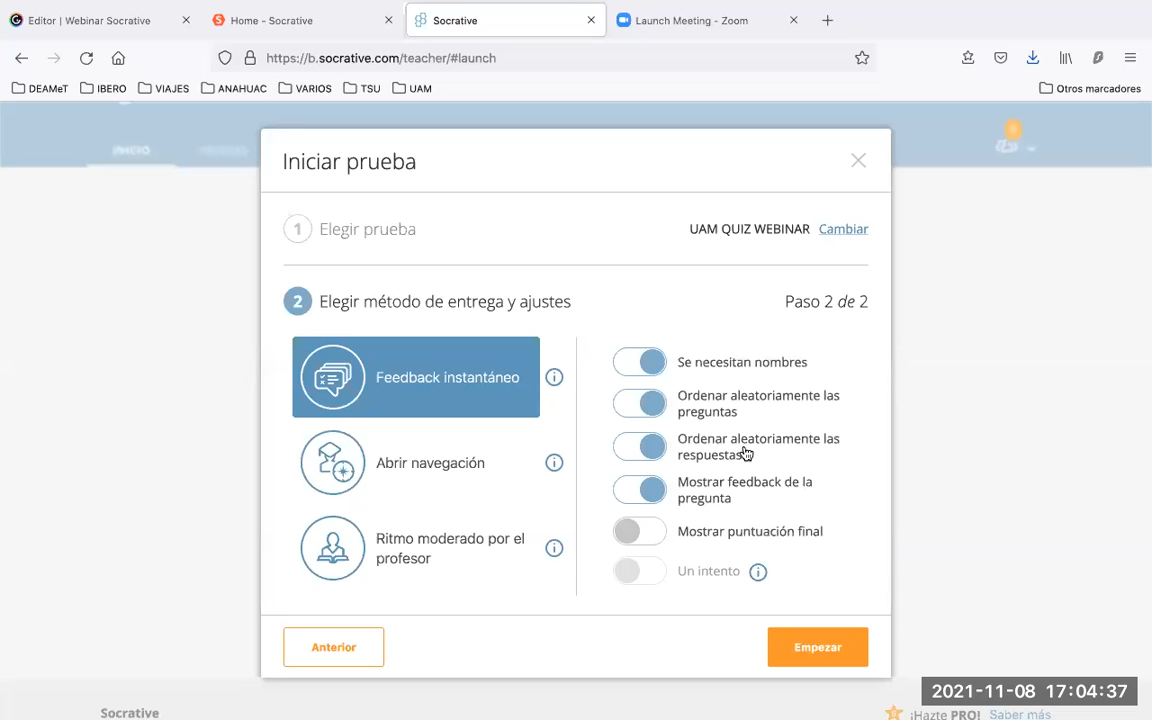 Editor | Webinar Socrative
Home – Socrative
Socrative
Launch Meeting - Zoom
https://b.socrative.com/teacher/#launch
DEAMeT
IBERO
VIAJES
ANAHUAC
VARIOS
TSU
UAM
Otros marcadores
INICIO
Iniciar prueba
1 Elegir prueba
UAM QUIZ WEBINAR Cambiar
2 Elegir método de entrega y ajustes
Paso 2 de 2
Feedback instantáneo
Abrir navegación
Ritmo moderado por el
profesor
Se necesitan nombres
Ordenar aleatoriamente las
preguntas
Ordenar aleatoriamente las
respuestas
Mostrar feedback de la
pregunta
Mostrar puntuación final
Un intento
Anterior
Empezar
2021-11-08 17:04:37
Socrative
¡Hazte PRO! Saber más